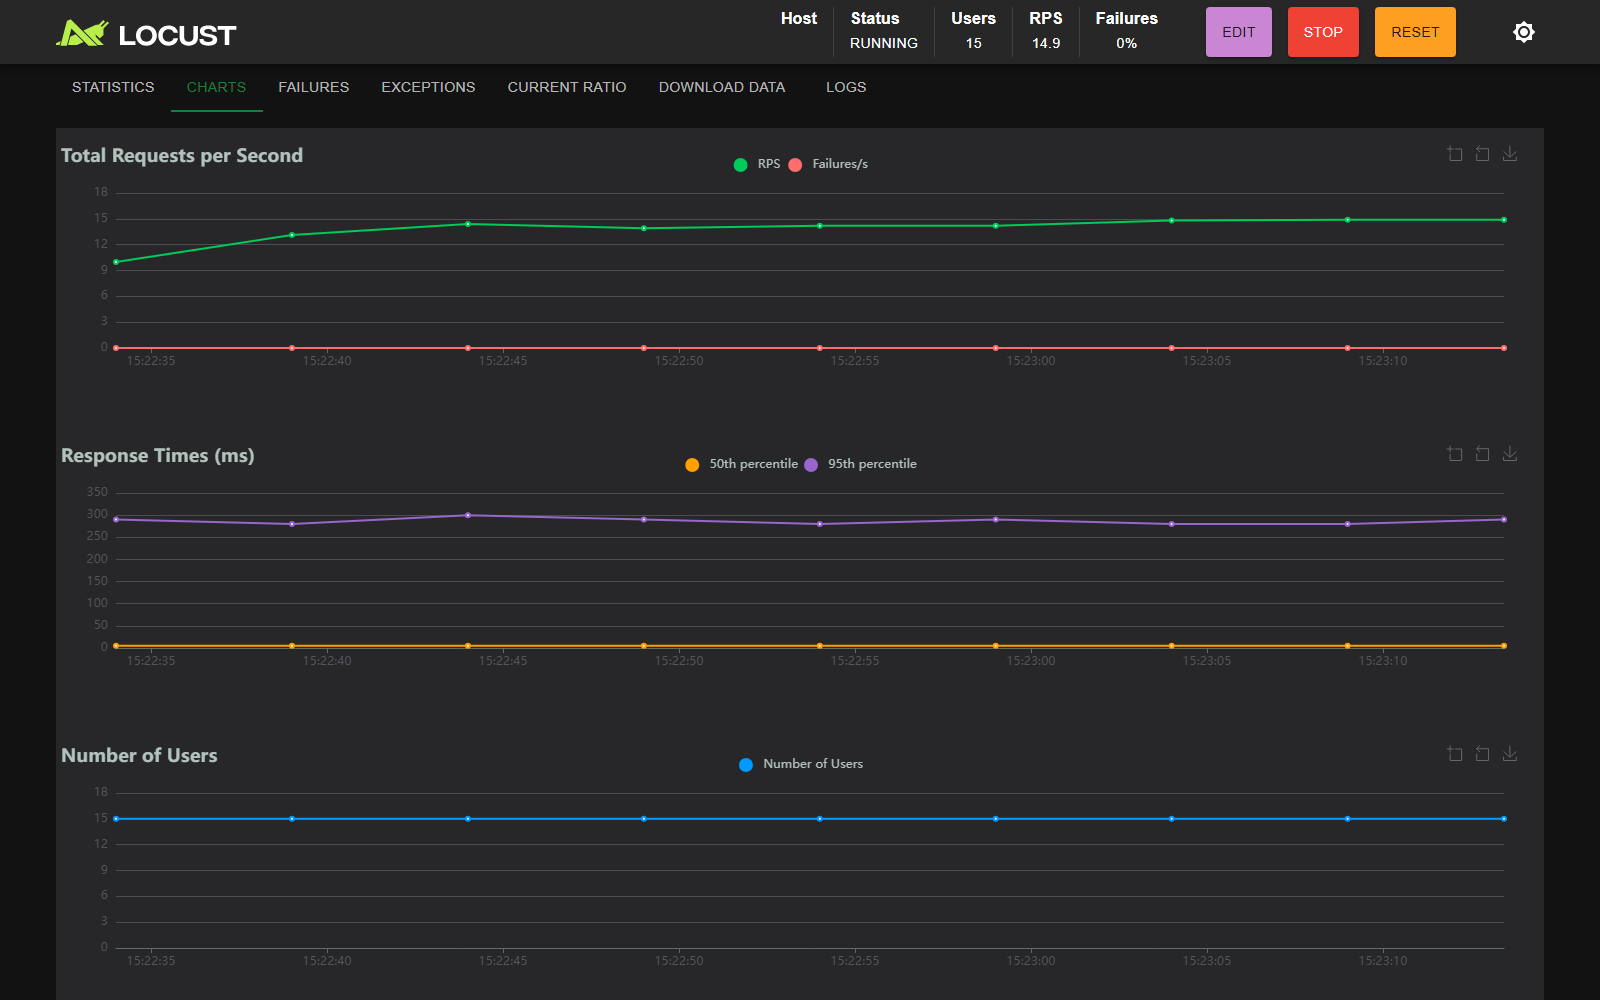 LOCUST
Host Status Users RPS Failures
RUNNING 15 14.9 0%
EDIT STOP RESET
STATISTICS CHARTS FAILURES EXCEPTIONS CURRENT RATIO DOWNLOAD DATA LOGS
Total Requests per Second
RPS Failures/s
18
15
12
9
6
3
0
15:22:35 15:22:40 15:22:45 15:22:50 15:22:55 15:23:00 15:23:05 15:23:10
Response Times (ms)
50th percentile 95th percentile
350
300
250
200
150
100
50
0
15:22:35 15:22:40 15:22:45 15:22:50 15:22:55 15:23:00 15:23:05 15:23:10
Number of Users
Number of Users
18
15
12
9
6
3
0
15:22:35 15:22:40 15:22:45 15:22:50 15:22:55 15:23:00 15:23:05 15:23:10